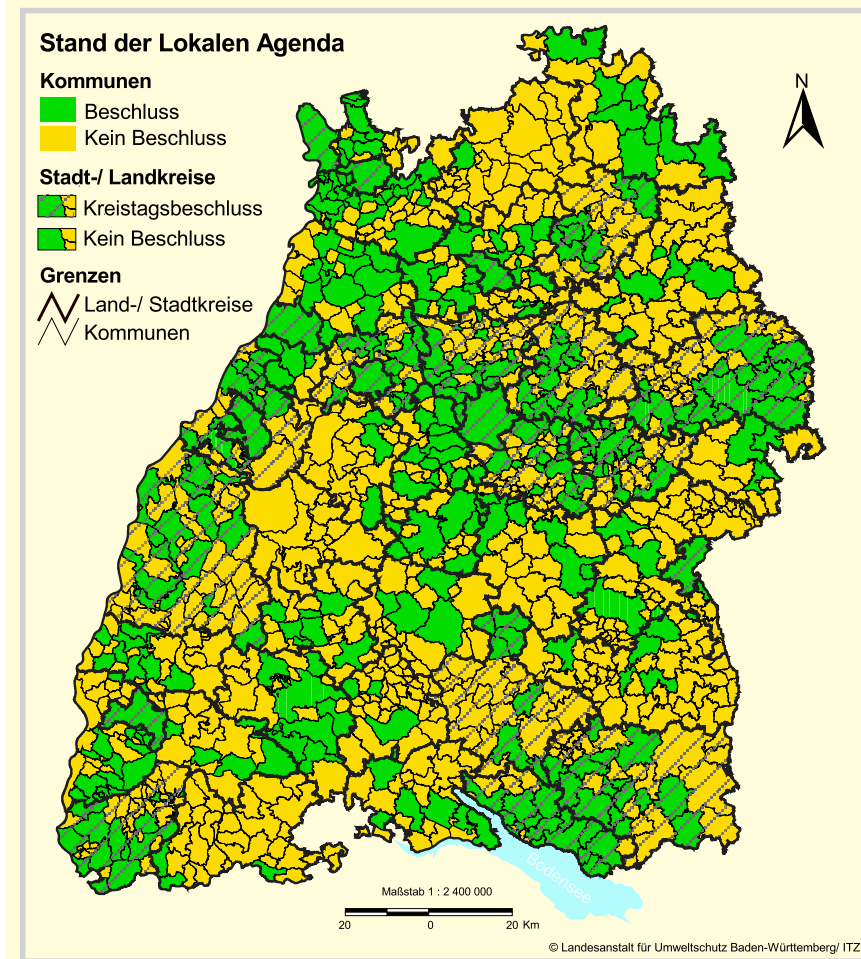 Stand der Lokalen Agenda
Kommunen
Beschluss
Kein Beschluss
Stadt-/ Landkreise
Kreistagsbeschluss
Kein Beschluss
Grenzen
Land-/ Stadtkreise
Kommunen
N
Bodensee
Maßstab 1 : 2 400 000
20 0 20 Km
© Landesanstalt für Umweltschutz Baden-Württemberg/ ITZ